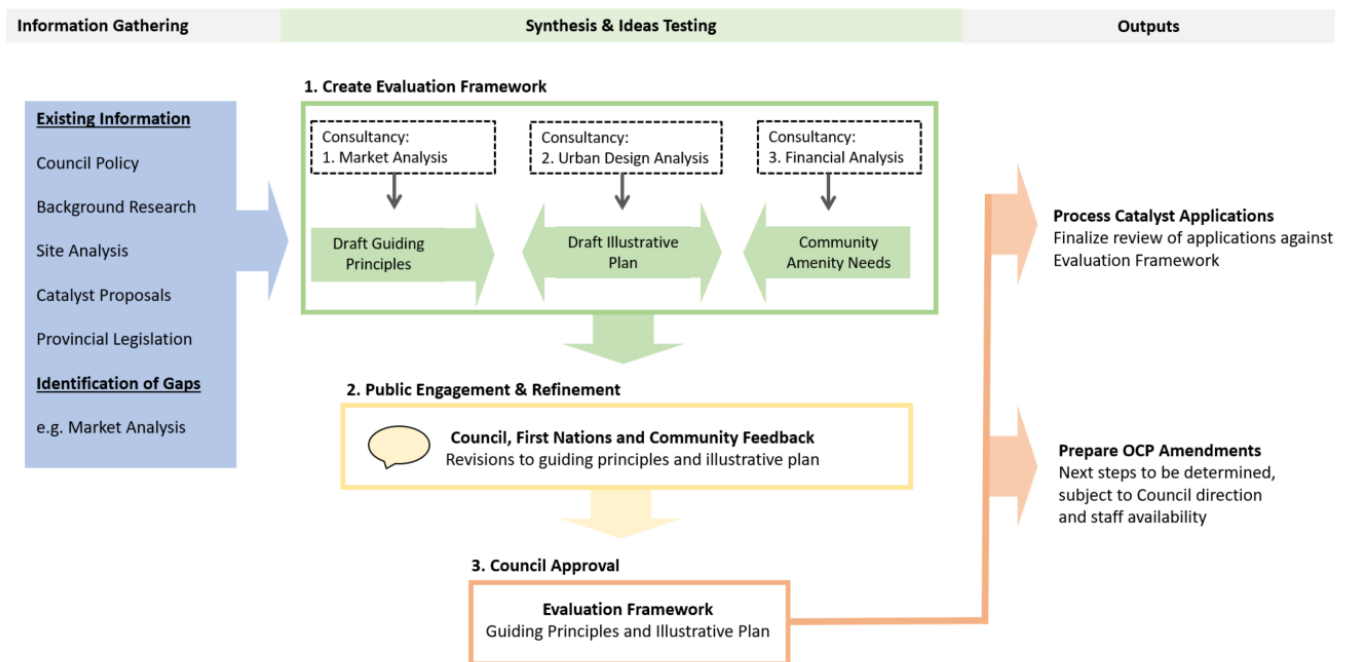 Information Gathering
Synthesis & Ideas Testing
Outputs
Existing Information
Council Policy
Background Research
Site Analysis
Catalyst Proposals
Provincial Legislation
Identification of Gaps
e.g. Market Analysis
1. Create Evaluation Framework
Consultancy:
1. Market Analysis
Consultancy:
2. Urban Design Analysis
Consultancy:
3. Financial Analysis
Draft Guiding
Principles
Draft Illustrative
Plan
Community
Amenity Needs
2. Public Engagement & Refinement
Council, First Nations and Community Feedback
Revisions to guiding principles and illustrative plan
3. Council Approval
Evaluation Framework
Guiding Principles and Illustrative Plan
Process Catalyst Applications
Finalize review of applications against
Evaluation Framework
Prepare OCP Amendments
Next steps to be determined,
subject to Council direction
and staff availability